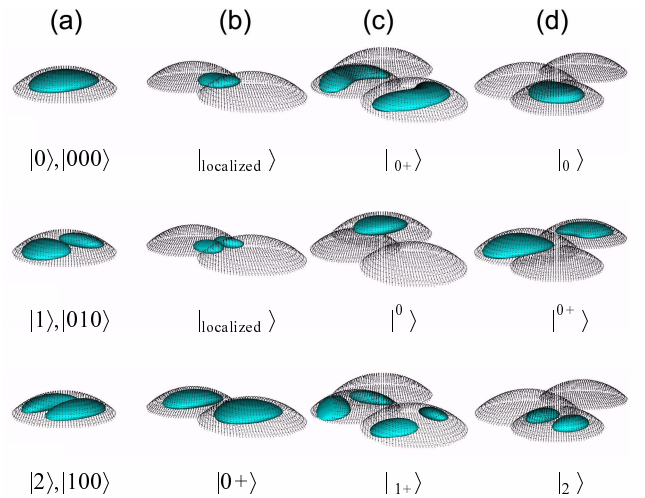 (a) (b) (c) (d)
|0⟩,|000⟩ |localized ⟩ | 0+⟩ |0 ⟩
|1⟩,|010⟩ |localized ⟩ |0 ⟩ |0+ ⟩
|2⟩,|100⟩ |0+⟩ | 1+⟩ |2 ⟩